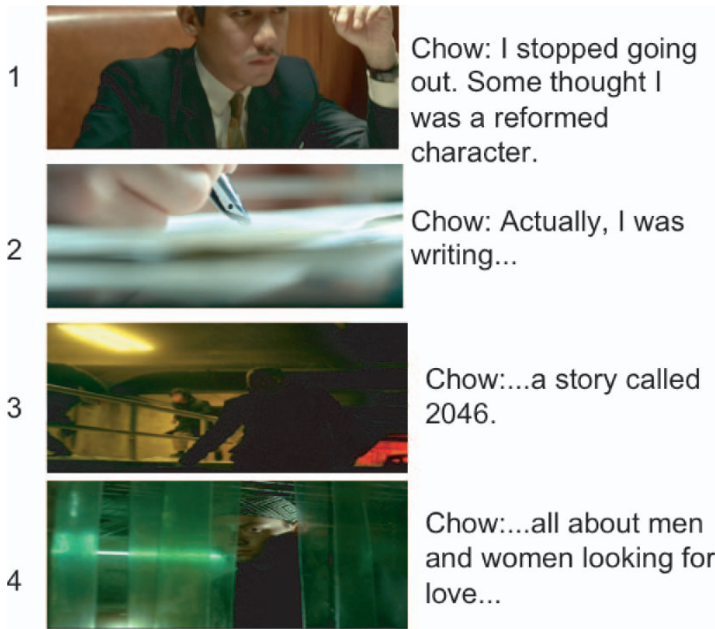 1
Chow: I stopped going
out. Some thought I
was a reformed
character.
2
Chow: Actually, I was
writing...
3
Chow:...a story called
2046.
4
Chow:...all about men
and women looking for
love...